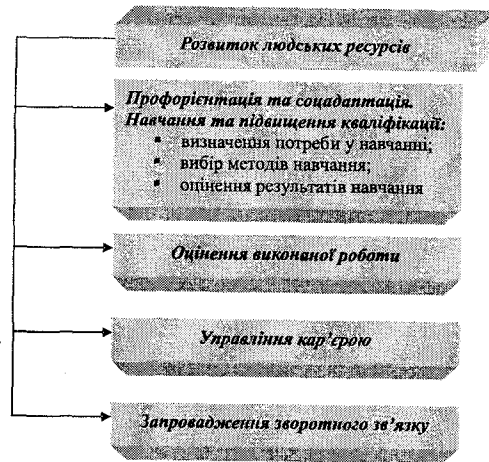 Розвиток людських ресурсів
Профорієнтація та соцадаптація.
Навчання та підвищення кваліфікації:
▪ визначення потреби у навчанні;
▪ вибір методів навчання;
▪ оцінення результатів навчання
Оцінення виконаної роботи
Управління кар’єрою
Запровадження зворотного зв’язку